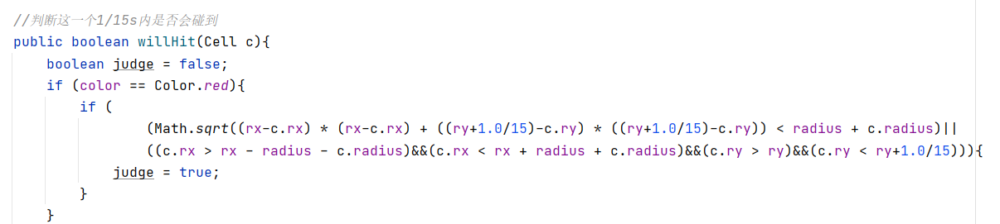 //判断这一个1/15s内是否会碰到
public boolean willHit(Cell c){
boolean judge = false;
if (color == Color.red){
if (
(Math.sqrt((rx-c.rx) * (rx-c.rx) + ((ry+1.0/15)-c.ry) * ((ry+1.0/15)-c.ry)) < radius + c.radius)||
((c.rx > rx - radius - c.radius)&&(c.rx < rx + radius + c.radius)&&(c.ry > ry)&&(c.ry < ry+1.0/15))){
judge = true;
}
}